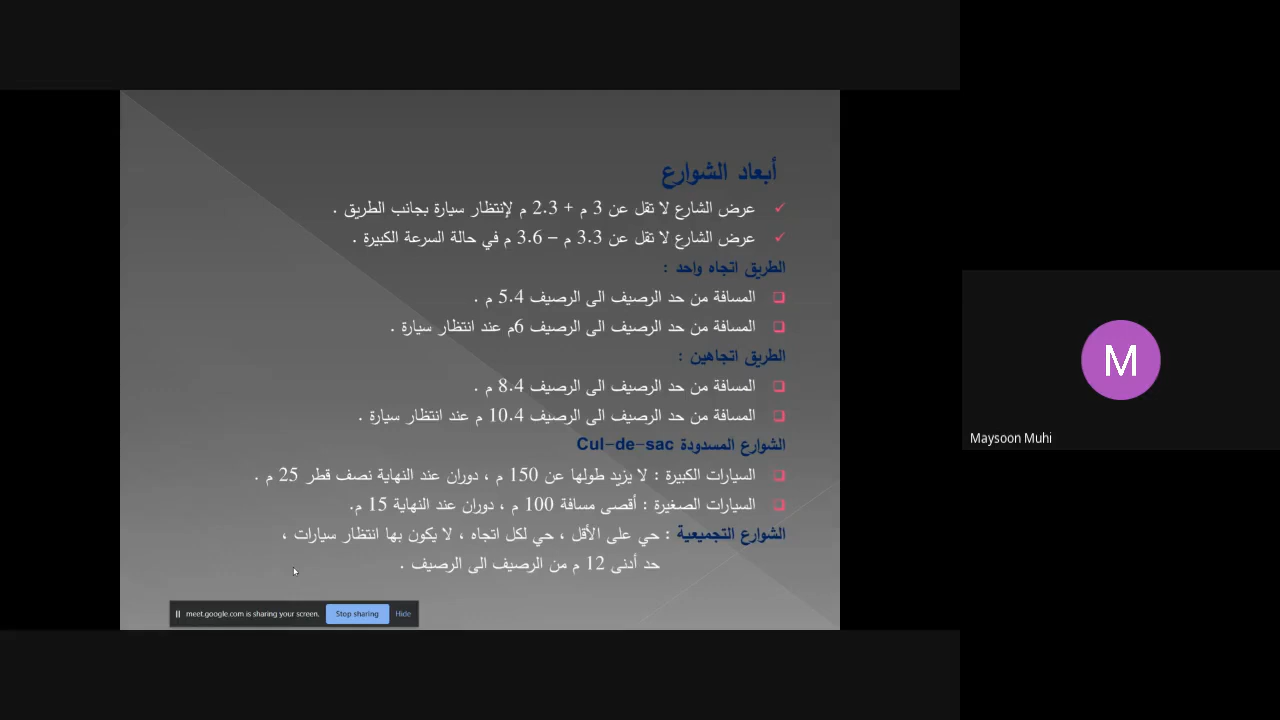 أبعاد الشوارع
عرض الشارع لا تقل عن 3 م + 2.3 م لإنتظار سيارة بجانب الطريق .
عرض الشارع لا تقل عن 3.3 م – 3.6 م في حالة السرعة الكبيرة .
الطريق اتجاه واحد :
المسافة من حد الرصيف الى الرصيف 5.4 م .
المسافة من حد الرصيف الى الرصيف 6م عند انتظار سيارة .
الطريق اتجاهين :
المسافة من حد الرصيف الى الرصيف 8.4 م .
المسافة من حد الرصيف الى الرصيف 10.4 م عند انتظار سيارة .
الشوارع المسدودة Cul-de-sac
السيارات الكبيرة : لا يزيد طولها عن 150 م ، دوران عند النهاية نصف قطر 25 م .
السيارات الصغيرة : أقصى مسافة 100 م ، دوران عند النهاية 15 م.
الشوارع التجميعية : حي على الأقل ، حي لكل اتجاه ، لا يكون بها انتظار سيارات ،
حد أدنى 12 م من الرصيف الى الرصيف .
meet.google.com is sharing your screen. Stop sharing Hide
M
Maysoon Muhi